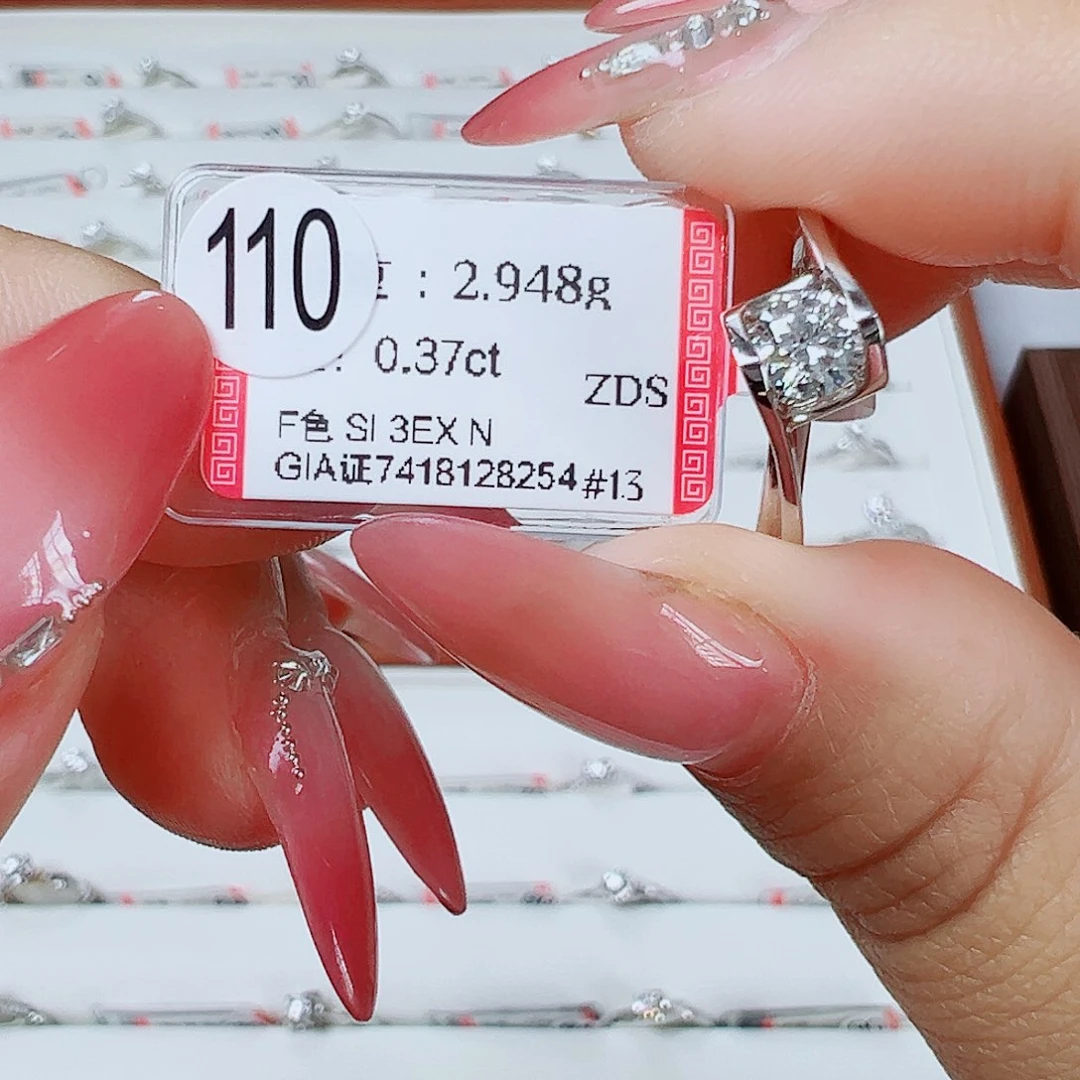 110
: 2.948g
: 0.37ct
ZDS
F色 SI 3EX N
GIA证7418128254 #13